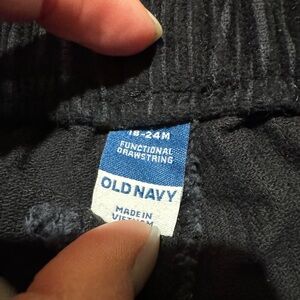 18-24M
FUNCTIONAL
DRAWSTRING
OLD NAVY
MADE IN
VIETNAM